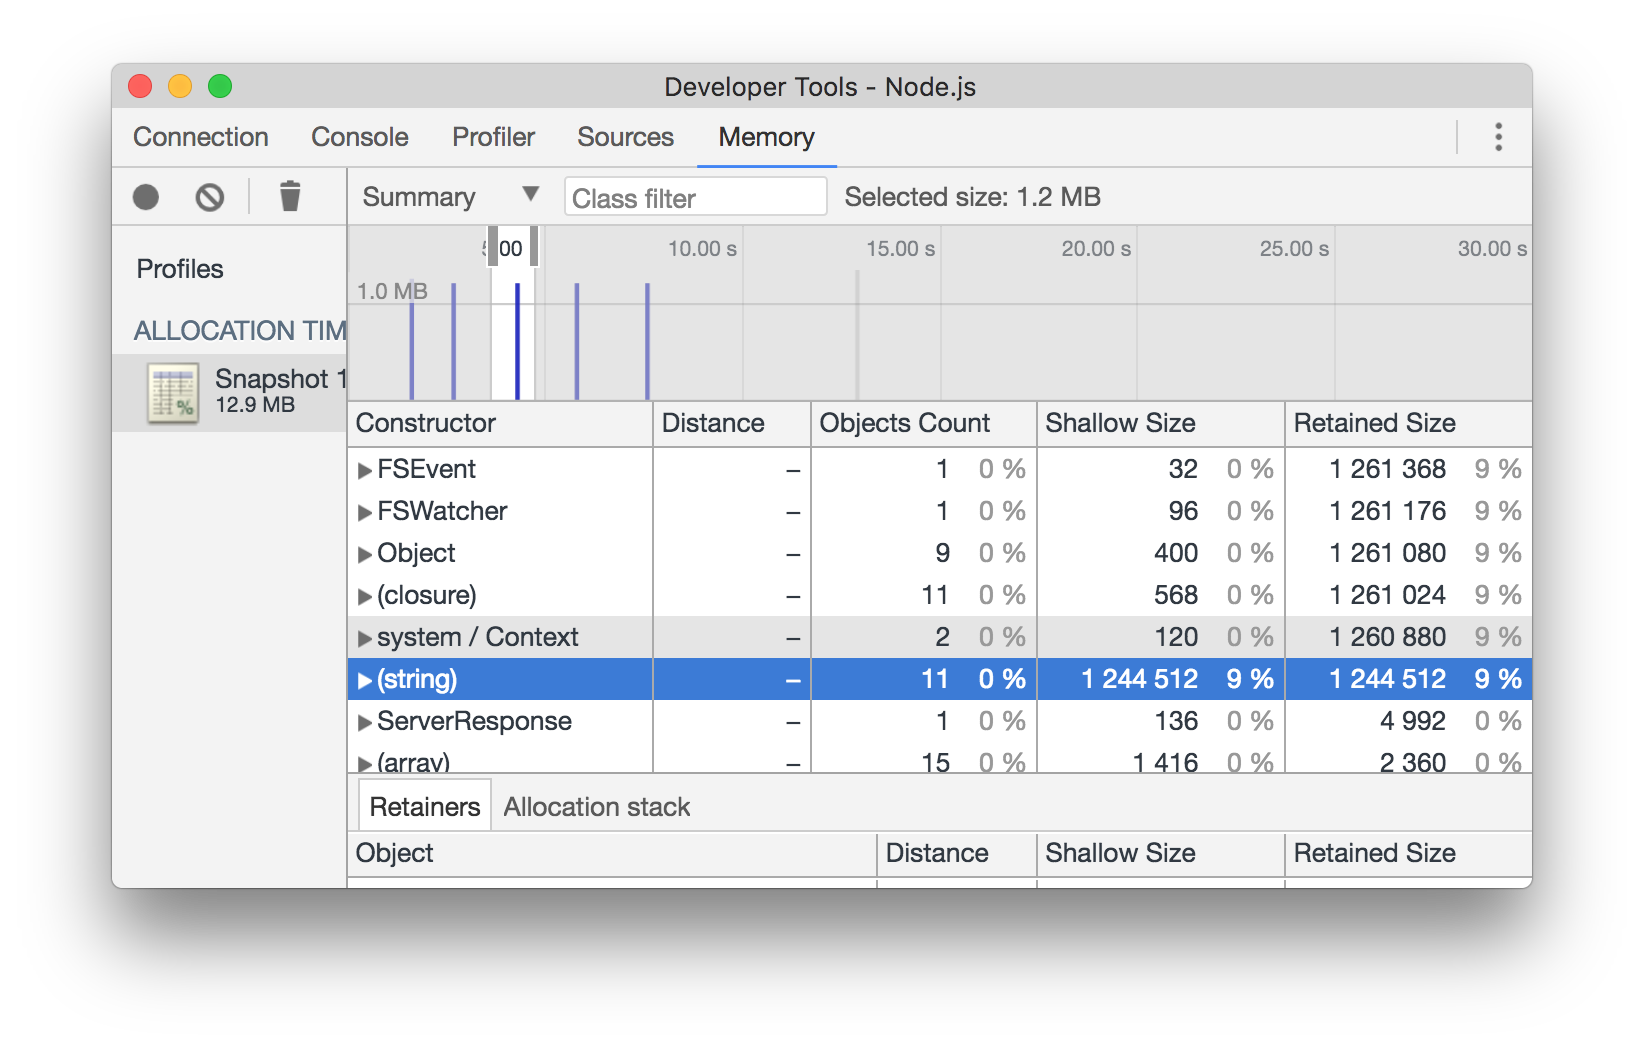 Developer Tools - Node.js
Connection Console Profiler Sources Memory
Summary Class filter Selected size: 1.2 MB
Profiles
ALLOCATION TIM
Snapshot 1
12.9 MB
00 10.00 s 15.00 s 20.00 s 25.00 s 30.00 s
1.0 MB
Constructor Distance Objects Count Shallow Size Retained Size
FSEvent – 1 0 % 32 0 % 1 261 368 9 %
FSWatcher – 1 0 % 96 0 % 1 261 176 9 %
Object – 9 0 % 400 0 % 1 261 080 9 %
(closure) – 11 0 % 568 0 % 1 261 024 9 %
system / Context – 2 0 % 120 0 % 1 260 880 9 %
(string) – 11 0 % 1 244 512 9 % 1 244 512 9 %
ServerResponse – 1 0 % 136 0 % 4 992 0 %
(array) – 15 0 % 1 416 0 % 2 360 0 %
Retainers Allocation stack
Object Distance Shallow Size Retained Size